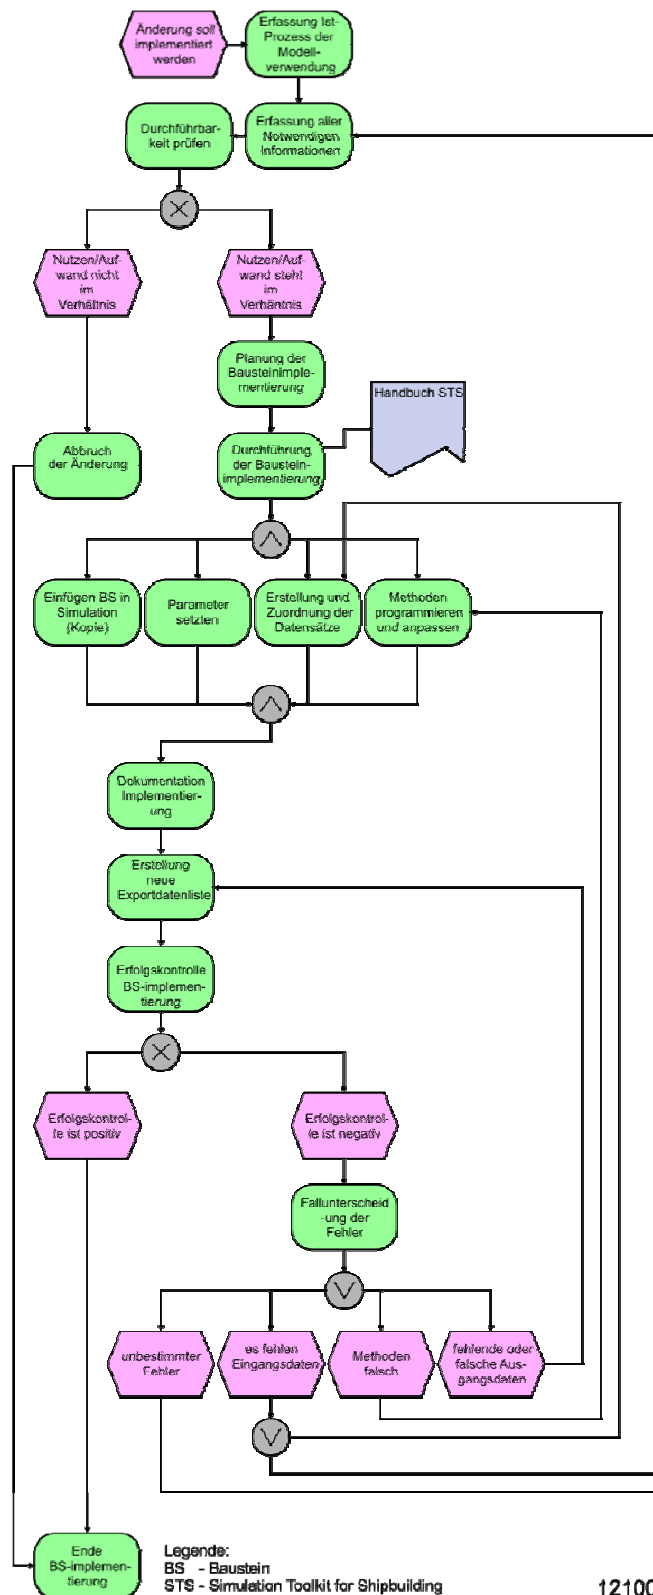 Änderung soll
implementiert
werden
Erfassung Ist-
Prozess der
Modell-
verwendung
Durchführbar-
keit prüfen
Erfassung aller
Notwendigen
Informationen
Nutzen/Auf-
wand nicht
im
Verhältnis
Nutzen/Auf-
wand steht
im
Verhäntnis
Planung der
Bausteinimple-
mentierung
Handbuch STS
Abbruch
der Änderung
Durchführung
der Baustein-
implementierung
Einfügen BS in
Simulation
(Kopie)
Parameter
setzten
Erstellung und
Zuordnung der
Datensätze
Methoden
programmieren
und anpassen
Dokumentation
Implementier-
ung
Erstellung
neue
Exportdatenliste
Erfolgskontrolle
BS-implemen-
tierung
Erfolgskontrol-
le ist positiv
Erfolgskontrol-
le ist negativ
Fallunterscheid
-ung der
Fehler
unbestimmter
Fehler
es fehlen
Eingangsdaten
Methoden
falsch
fehlende oder
falsche Aus-
gangsdaten
Ende
BS-implemen-
tierung
Legende:
BS - Baustein
STS - Simulation Toolkit for Shipbuilding
12100